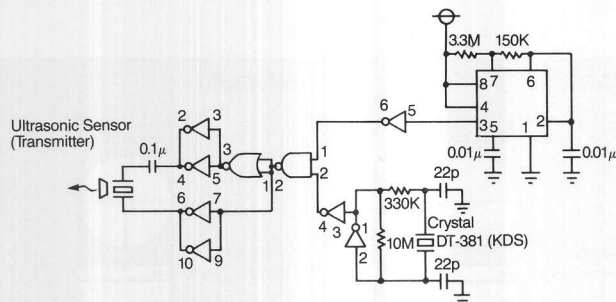 3.3M 150K
7 6
8
4
3 5 1 2
0.01μ 0.01μ
6 5
2 3
Ultrasonic Sensor
(Transmitter)
0.1μ
3
4 5 1 2
1
2
22p
4 3 1
2
330K
10M
Crystal
DT-381 (KDS)
22p
6 7
10 9